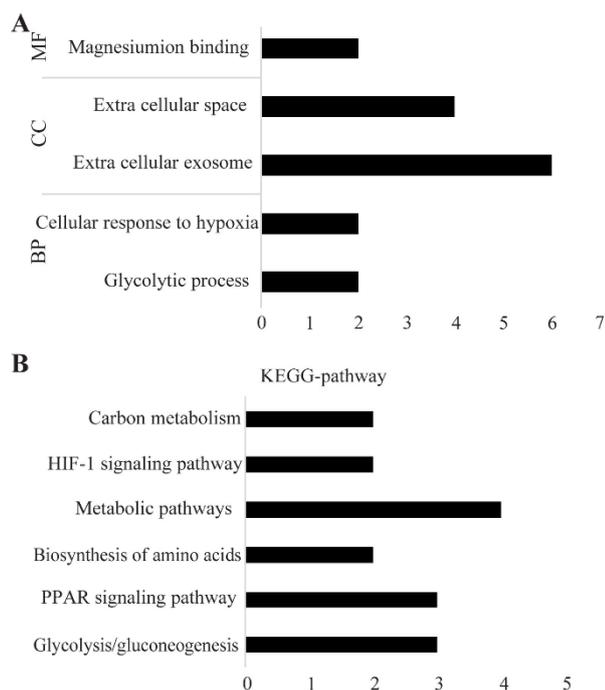 A
MF
Magnesiumion binding
CC
Extra cellular space
Extra cellular exosome
BP
Cellular response to hypoxia
Glycolytic process
0 1 2 3 4 5 6 7
B
KEGG-pathway
Carbon metabolism
HIF-1 signaling pathway
Metabolic pathways
Biosynthesis of amino acids
PPAR signaling pathway
Glycolysis/gluconeogenesis
0 1 2 3 4 5